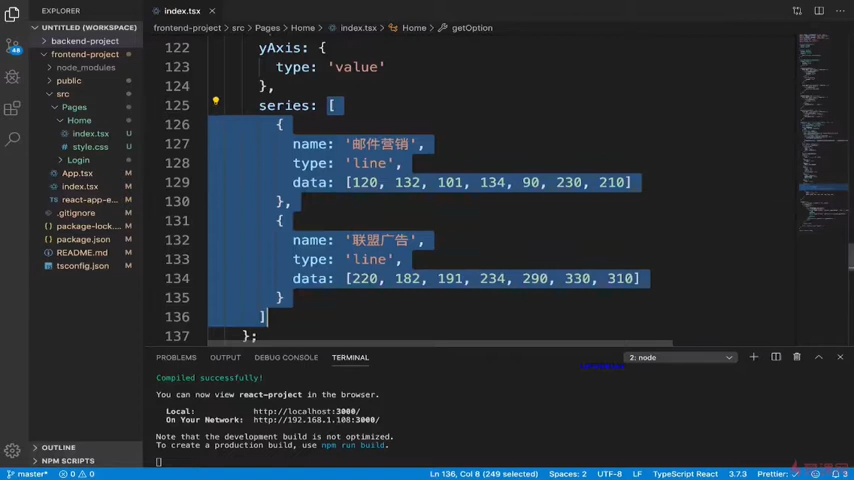 EXPLORER
index.tsx
UNTITLED (WORKSPACE)
backend-project
frontend-project
node_modules
public
src
Pages
Home
index.tsx U
style.css U
Login
App.tsx M
index.tsx M
react-app-e... M
.gitignore M
package-lock.... M
package.json M
README.md M
tsconfig.json M
OUTLINE
NPM SCRIPTS
48
frontend-project > src > Pages > Home > index.tsx > Home > getOption
122 yAxis: {
123 type: 'value'
124 },
125 series: [
126 {
127 name: '邮件营销',
128 type: 'line',
129 data: [120, 132, 101, 134, 90, 230, 210]
130 },
131 {
132 name: '联盟广告',
133 type: 'line',
134 data: [220, 182, 191, 234, 290, 330, 310]
135 }
136 ]
137 };
PROBLEMS OUTPUT DEBUG CONSOLE TERMINAL 2: node
Compiled successfully!
You can now view react-project in the browser.
Local: http://localhost:3000/
On Your Network: http://192.168.1.108:3000/
Note that the development build is not optimized.
To create a production build, use npm run build.
master* 0 0 Ln 136, Col 8 (249 selected) Spaces: 2 UTF-8 LF TypeScript React 3.7.3 Prettier: ✓ 3